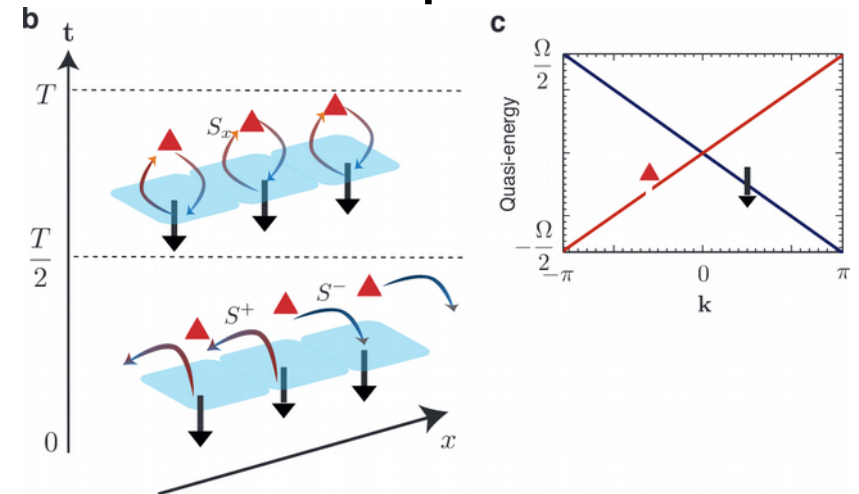 b
t
T
S_x
T/2
S^+
S^-
0
x
c
Quasi-energy
Ω/2
-Ω/2
-π
0
π
k